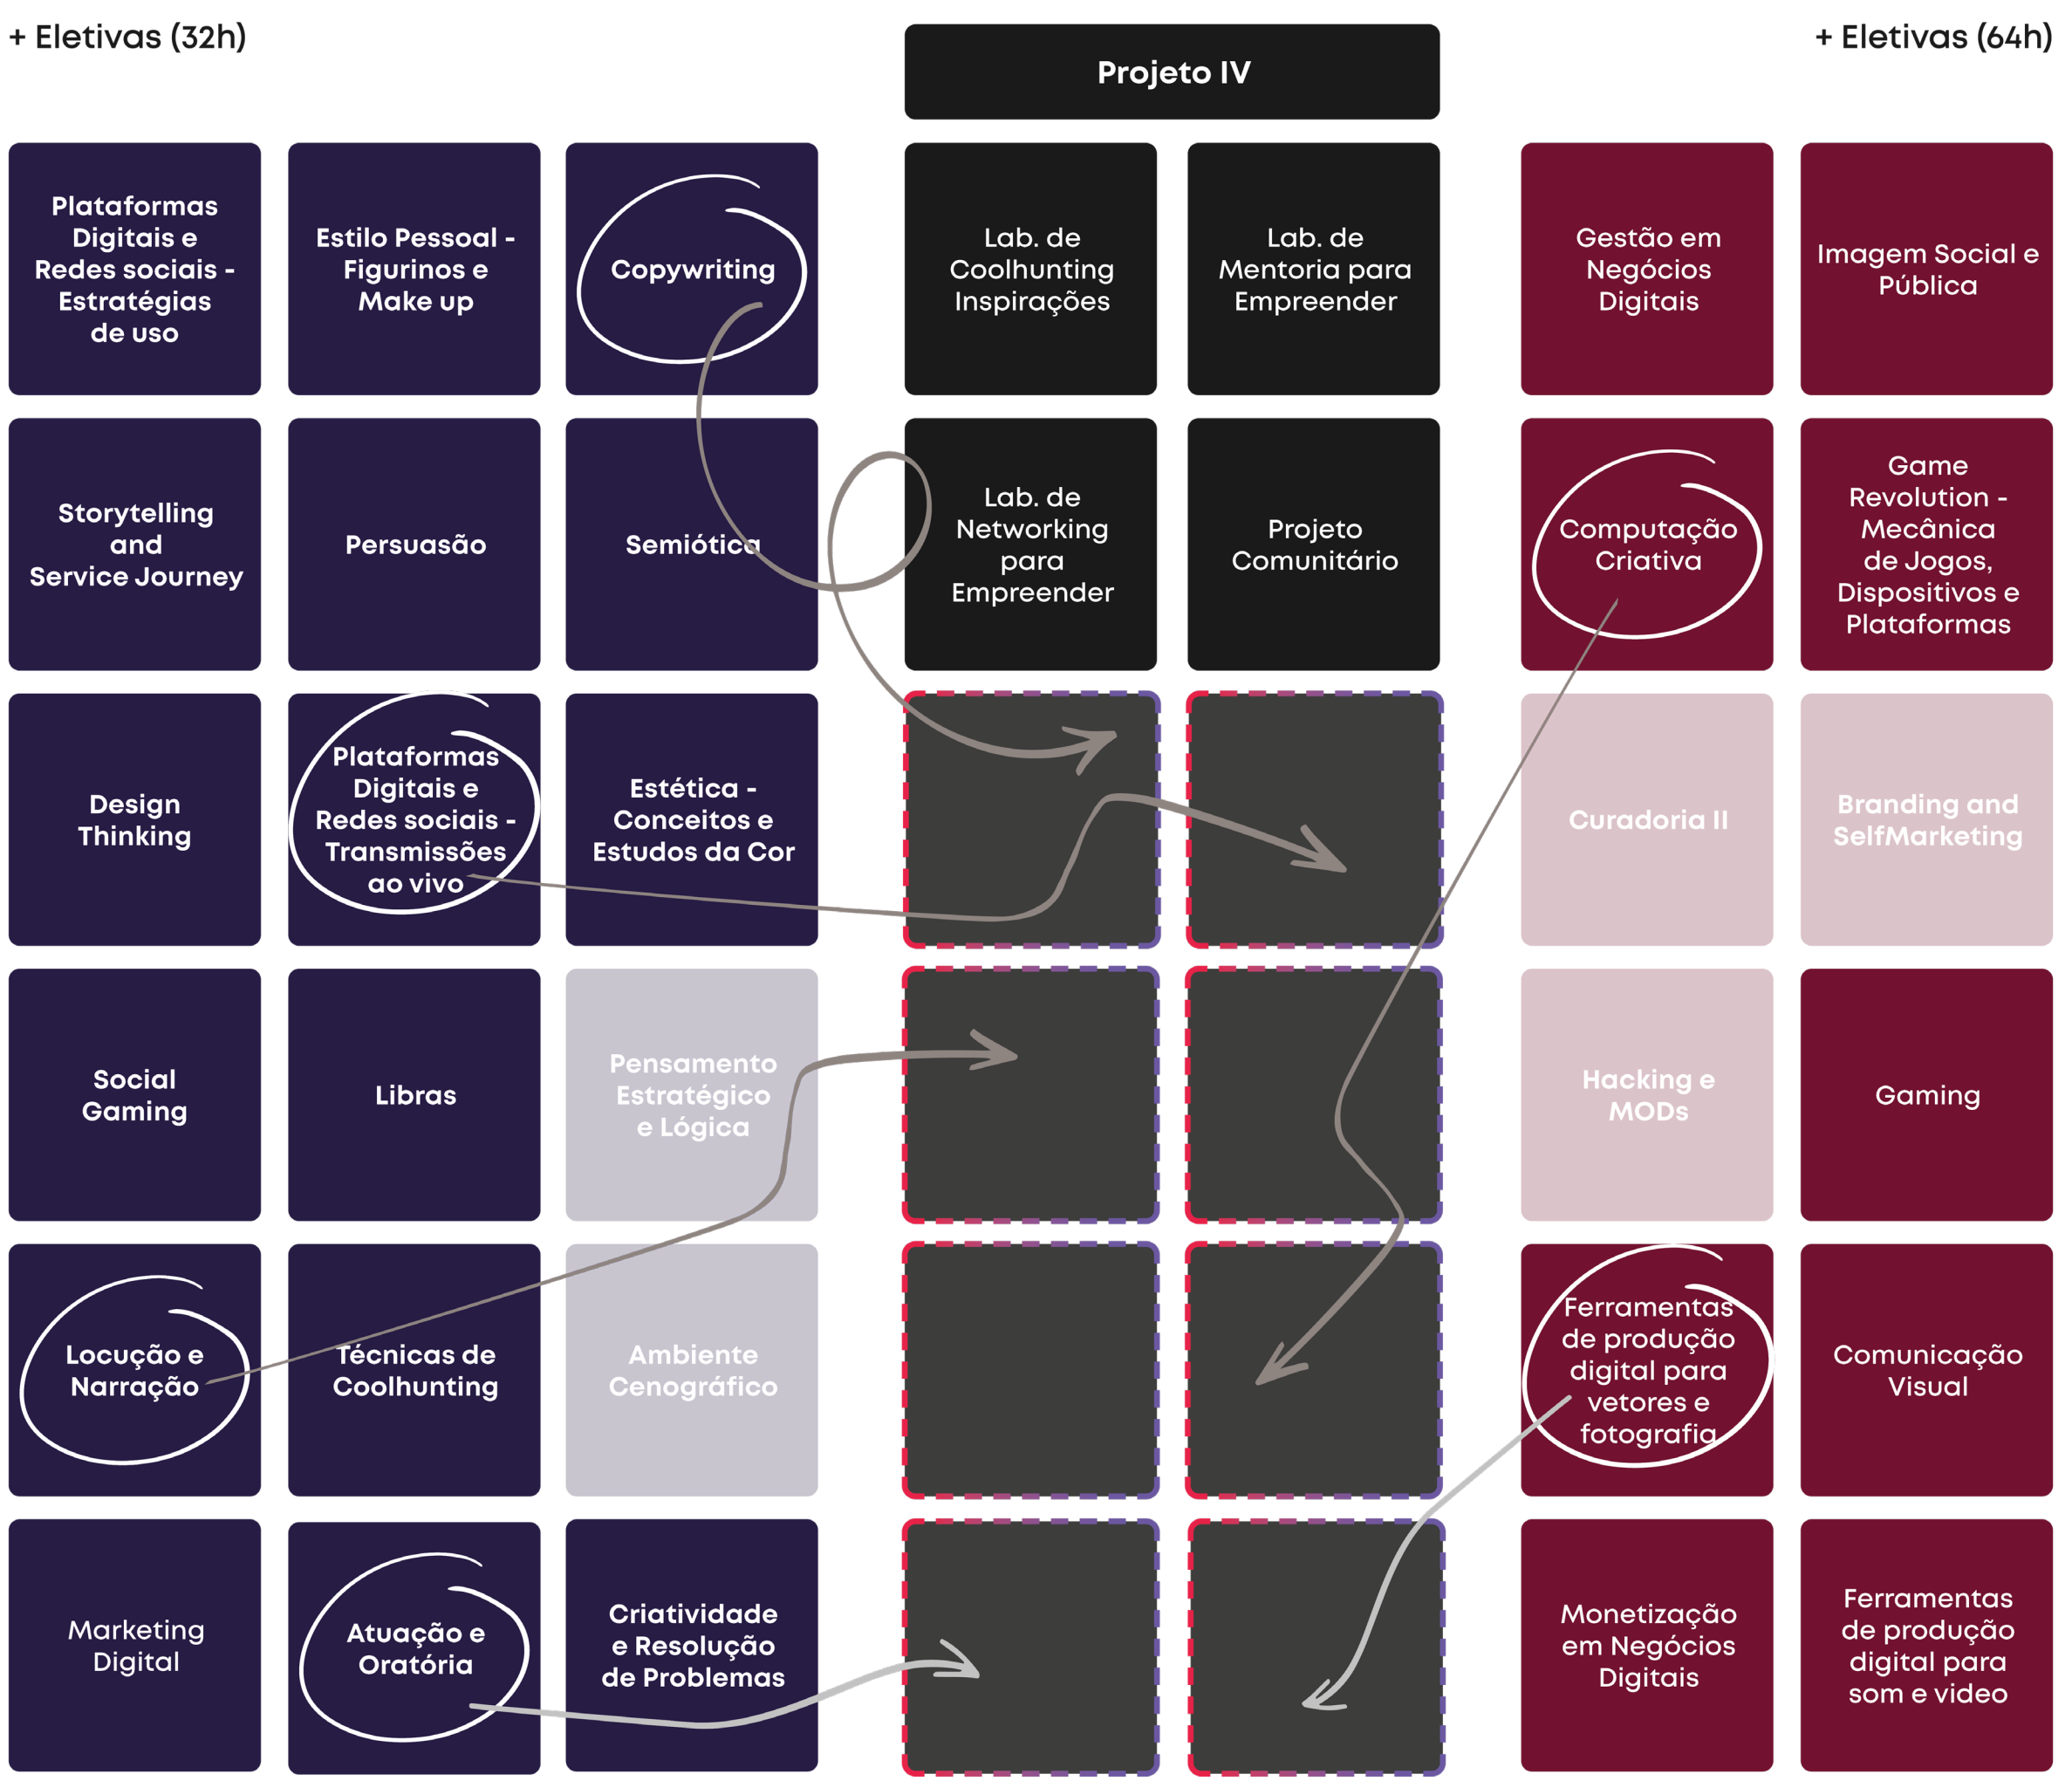 + Eletivas (32h)
Projeto IV
+ Eletivas (64h)
Plataformas
Digitais e
Redes sociais -
Estratégias
de uso
Estilo Pessoal -
Figurinos e
Make up
Copywriting
Lab. de
Coolhunting
Inspirações
Lab. de
Mentoria para
Empreender
Gestão em
Negócios
Digitais
Imagem Social e
Pública
Storytelling
and
Service Journey
Persuasão
Semiótica
Lab. de
Networking
para
Empreender
Projeto
Comunitário
Computação
Criativa
Game
Revolution -
Mecânica
de Jogos,
Dispositivos e
Plataformas
Design
Thinking
Plataformas
Digitais e
Redes sociais -
Transmissões
ao vivo
Estética -
Conceitos e
Estudos da Cor
Curadoria II
Branding and
SelfMarketing
Social
Gaming
Libras
Pensamento
Estratégico
e Lógica
Hacking e
MODs
Gaming
Locução e
Narração
Técnicas de
Coolhunting
Ambiente
Cenográfico
Ferramentas
de produção
digital para
vetores e
fotografia
Comunicação
Visual
Marketing
Digital
Atuação e
Oratória
Criatividade
e Resolução
de Problemas
Monetização
em Negócios
Digitais
Ferramentas
de produção
digital para
som e video